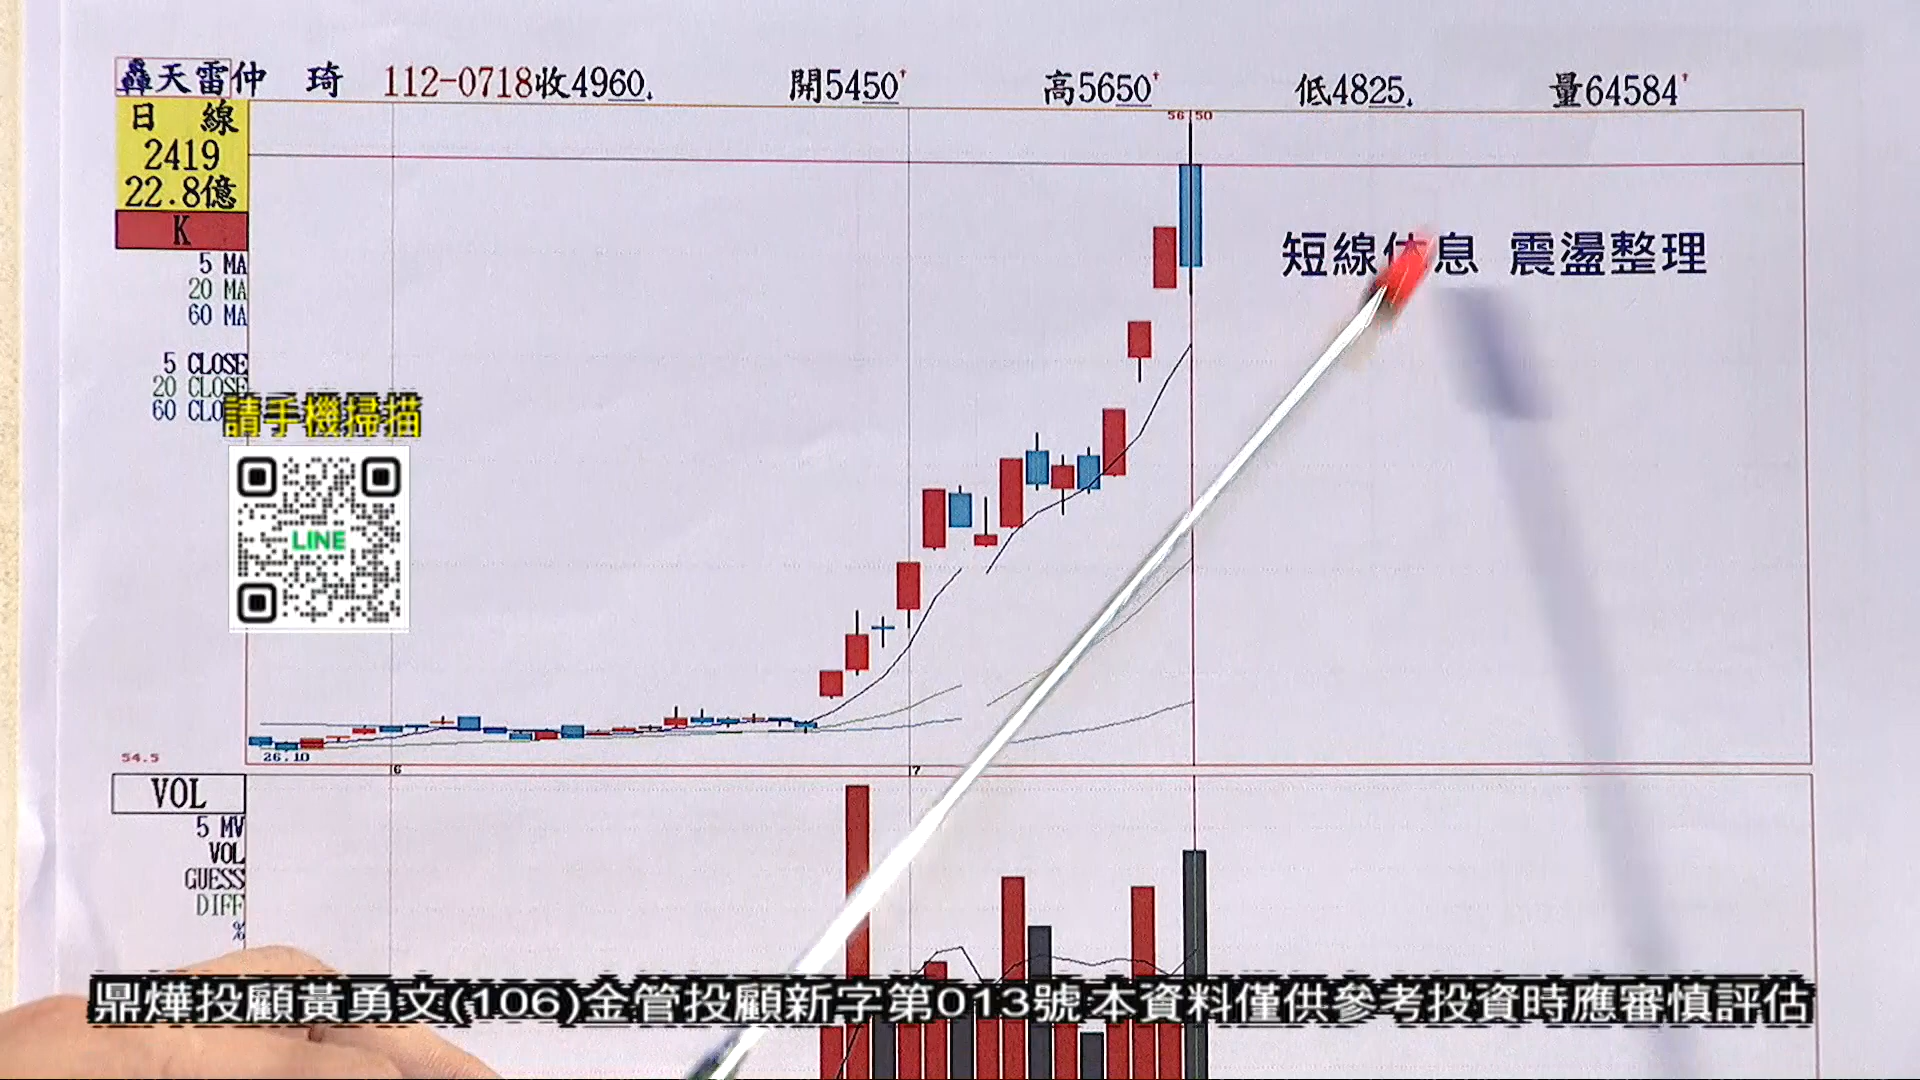 轟天雷仲 琦 112-0718收4960↓ 開5450↑ 高5650↑ 低4825↓ 量64584↑
日 線
2419
22.8億
K
5 MA
20 MA
60 MA
5 CLOSE
20 CLOSE
60 CLO
56.50
短線休息 震盪整理
請手機掃描
LINE
54.5
26.10
6
7
VOL
5 MV
VOL
GUESS
DIFF
%
鼎燁投顧黃勇文(106)金管投顧新字第013號本資料僅供參考投資時應審慎評估